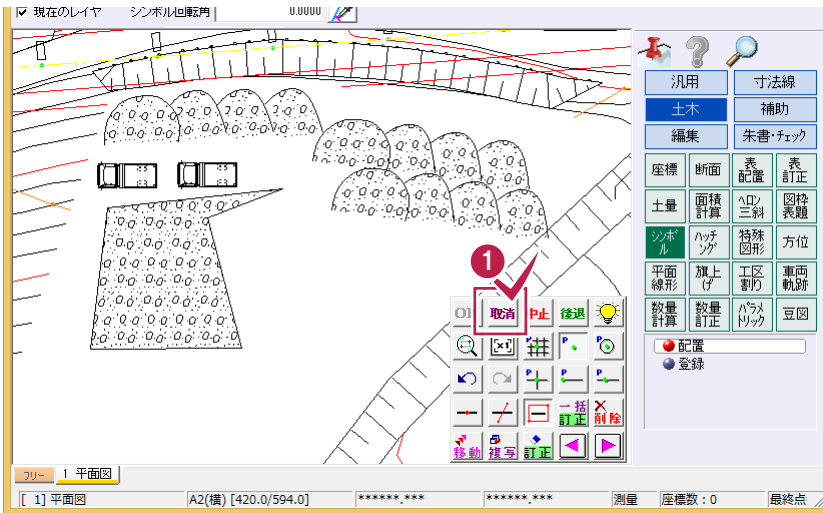 現在のレイヤ シンボル回転角 0.0000
汎用 寸法線
土木 補助
編集 朱書・チェック
座標 断面 表配置 表訂正
土量 面積計算 ヘロン三斜 図枠表題
シンボル ハッチング 特殊図形 方位
平面線形 旗上げ 工区割り 車両軌跡
数量計算 数量訂正 パラメトリック 豆図
配置
登録
1
取消 中止 後退
[×1] P P
P P P
一括訂正 削除
移動 複写 訂正
フリー 1 平面図
[ 1] 平面図 A2(横) [420.0/594.0] ******.*** ******.*** 測量 座標数：0 最終点: